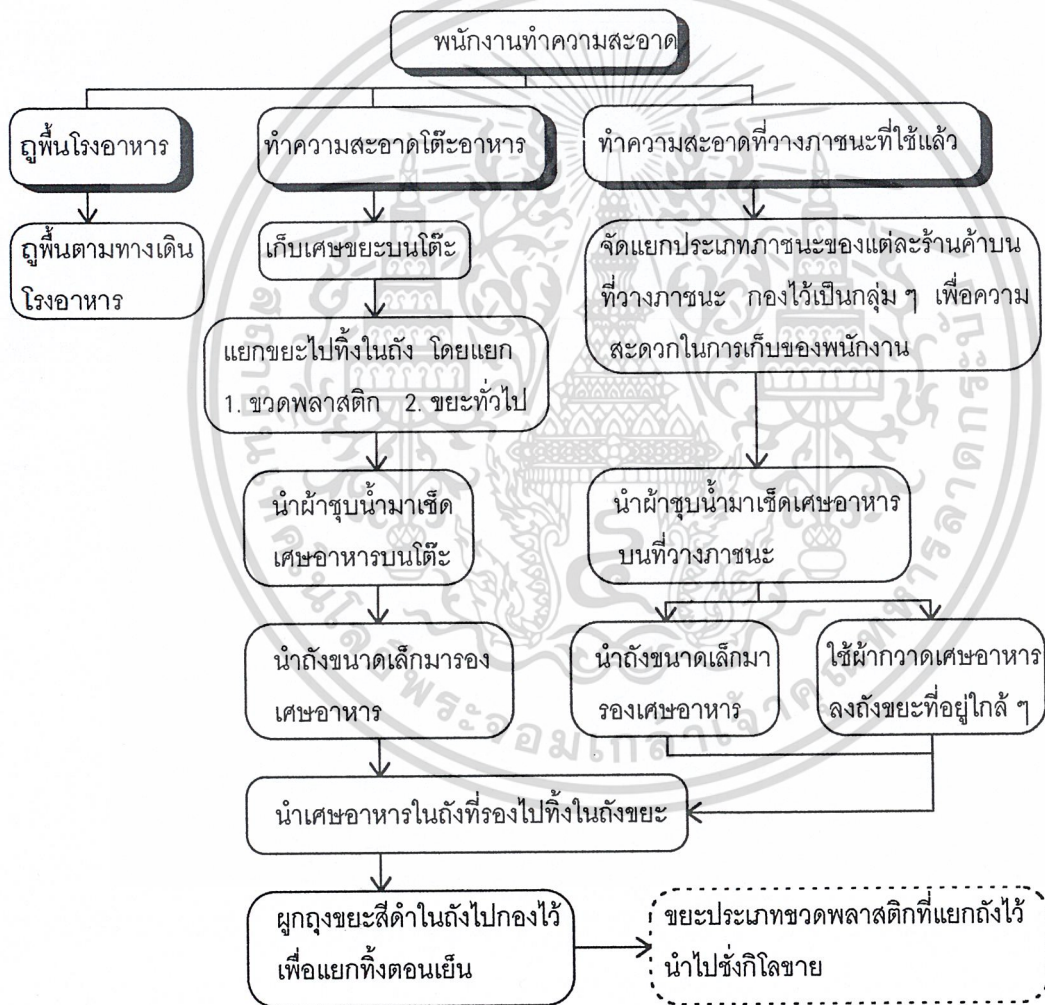 พนักงานทำความสะอาด
ถูพื้นโรงอาหาร
ทำความสะอาดโต๊ะอาหาร
ทำความสะอาดที่วางภาชนะที่ใช้แล้ว
ถูพื้นตามทางเดิน
โรงอาหาร
เก็บเศษขยะบนโต๊ะ
จัดแยกประเภทภาชนะของแต่ละร้านค้าบน
ที่วางภาชนะ กองไว้เป็นกลุ่ม ๆ เพื่อความ
สะดวกในการเก็บของพนักงาน
แยกขยะไปทิ้งในถัง โดยแยก
1. ขวดพลาสติก 2. ขยะทั่วไป
นำผ้าชุบน้ำมาเช็ด
เศษอาหารบนโต๊ะ
นำผ้าชุบน้ำมาเช็ดเศษอาหาร
บนที่วางภาชนะ
นำถังขนาดเล็กมารอง
เศษอาหาร
นำถังขนาดเล็กมา
รองเศษอาหาร
ใช้ผ้ากวาดเศษอาหาร
ลงถังขยะที่อยู่ใกล้ ๆ
นำเศษอาหารในถังที่รองไปทิ้งในถังขยะ
ผูกถุงขยะสีดำในถังไปกองไว้
เพื่อแยกทิ้งตอนเย็น
ขยะประเภทขวดพลาสติกที่แยกถังไว้
นำไปชั่งกิโลขาย